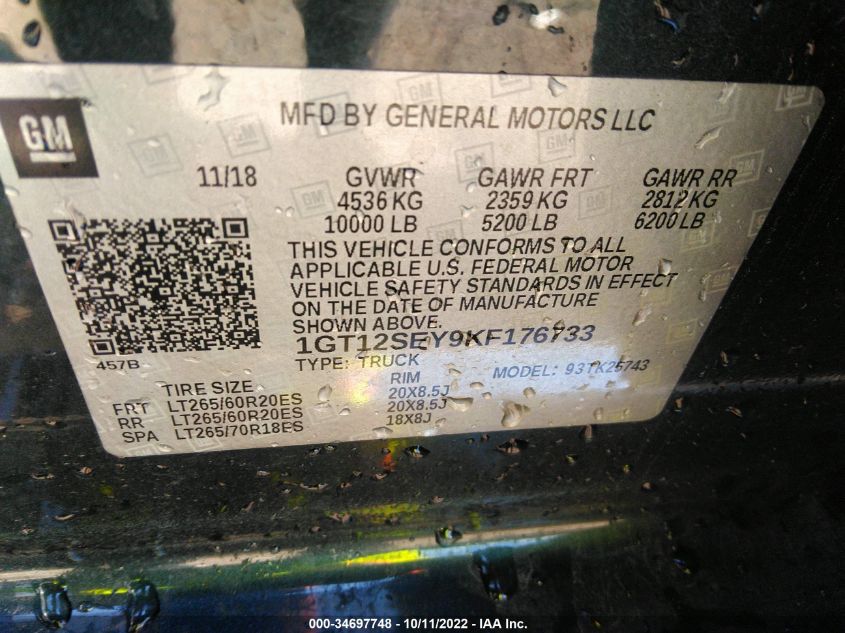 GM
MFD BY GENERAL MOTORS LLC
11/18 GVWR GAWR FRT GAWR RR
4536 KG 2359 KG 2812 KG
10000 LB 5200 LB 6200 LB
THIS VEHICLE CONFORMS TO ALL
APPLICABLE U.S. FEDERAL MOTOR
VEHICLE SAFETY STANDARDS IN EFFECT
ON THE DATE OF MANUFACTURE
SHOWN ABOVE.
1GT12SEY9KF176733
457B TYPE: TRUCK MODEL: 93TK25743
TIRE SIZE RIM
FRT LT265/60R20ES 20X8.5J
RR LT265/60R20ES 20X8.5J
SPA LT265/70R18ES 18X8J
000-34697748 - 10/11/2022 - IAA Inc.